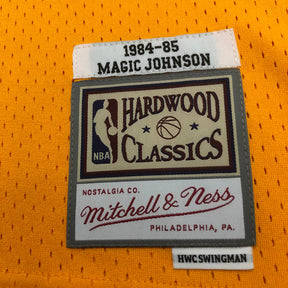 1984-85
MAGIC JOHNSON
HARDWOOD
NBA
CLASSICS
NOSTALGIA CO.
Mitchell & Ness
PHILADELPHIA, PA.
HWC SWINGMAN